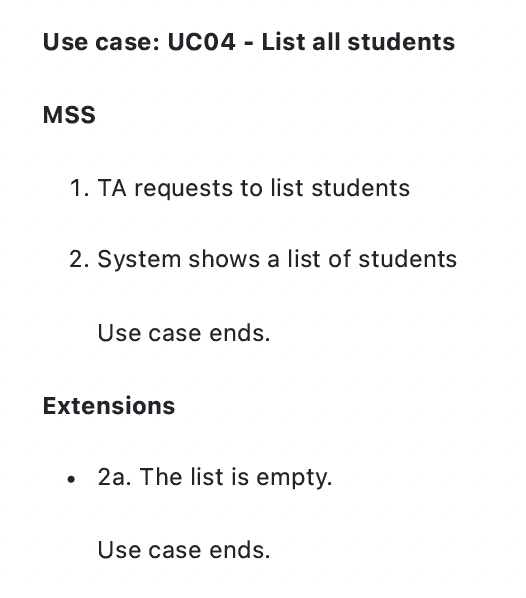 Use case: UC04 - List all students
MSS
1. TA requests to list students
2. System shows a list of students
Use case ends.
Extensions
• 2a. The list is empty.
Use case ends.